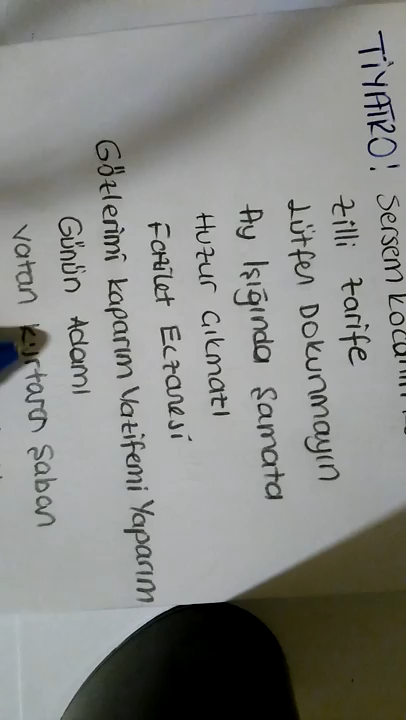 TİYATRO! Sersem Kocanın
Zilli Zarife
Lütfen Dokunmayın
Ay Işığında Şamata
Huzur Çıkmazı
Fazilet Eczanesi
Gözlerimi kaparım Vazifemi Yaparım
Günün Adamı
Vatan kurtaran Şaban